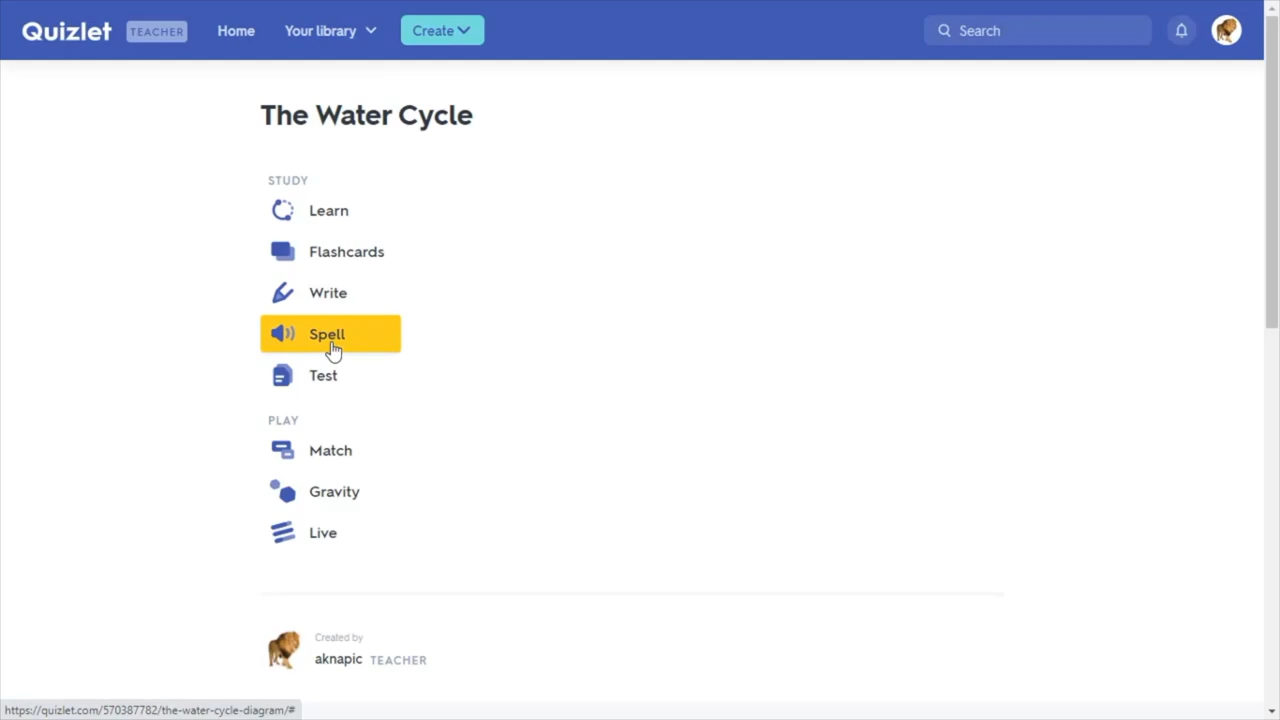 Quizlet TEACHER Home Your library Create Search
The Water Cycle
STUDY
Learn
Flashcards
Write
Spell
Test
PLAY
Match
Gravity
Live
Created by
aknapic TEACHER
https://quizlet.com/570387782/the-water-cycle-diagram/#